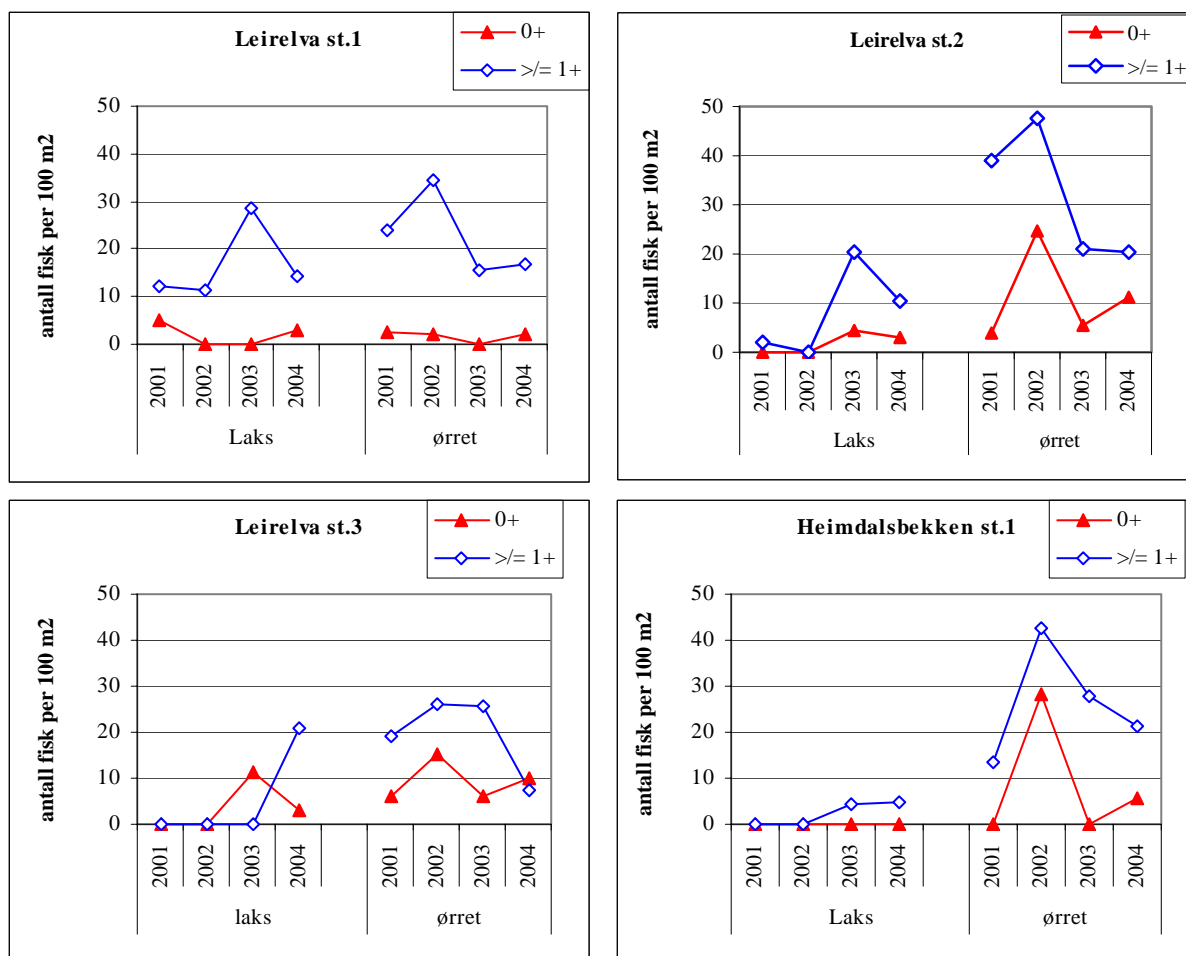 Leirelva st.1
0+
>/= 1+
antall fisk per 100 m2
50
40
30
20
10
0
2001 2002 2003 2004 2001 2002 2003 2004
Laks ørret
Leirelva st.2
0+
>/= 1+
antall fisk per 100 m2
50
40
30
20
10
0
2001 2002 2003 2004 2001 2002 2003 2004
Laks ørret
Leirelva st.3
0+
>/= 1+
antall fisk per 100 m2
50
40
30
20
10
0
2001 2002 2003 2004 2001 2002 2003 2004
laks ørret
Heimdalsbekken st.1
0+
>/= 1+
antall fisk per 100 m2
50
40
30
20
10
0
2001 2002 2003 2004 2001 2002 2003 2004
Laks ørret